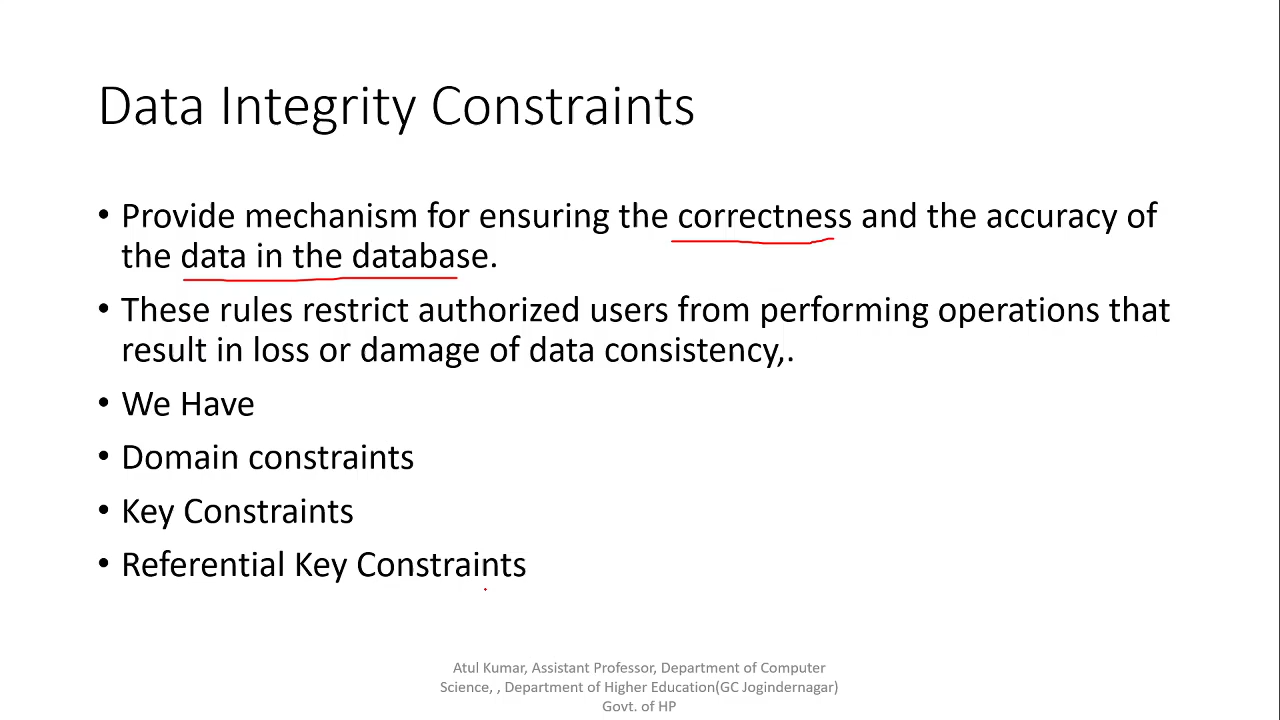 Data Integrity Constraints
• Provide mechanism for ensuring the correctness and the accuracy of
the data in the database.
• These rules restrict authorized users from performing operations that
result in loss or damage of data consistency,.
• We Have
• Domain constraints
• Key Constraints
• Referential Key Constraints
Atul Kumar, Assistant Professor, Department of Computer
Science, , Department of Higher Education(GC Jogindernagar)
Govt. of HP